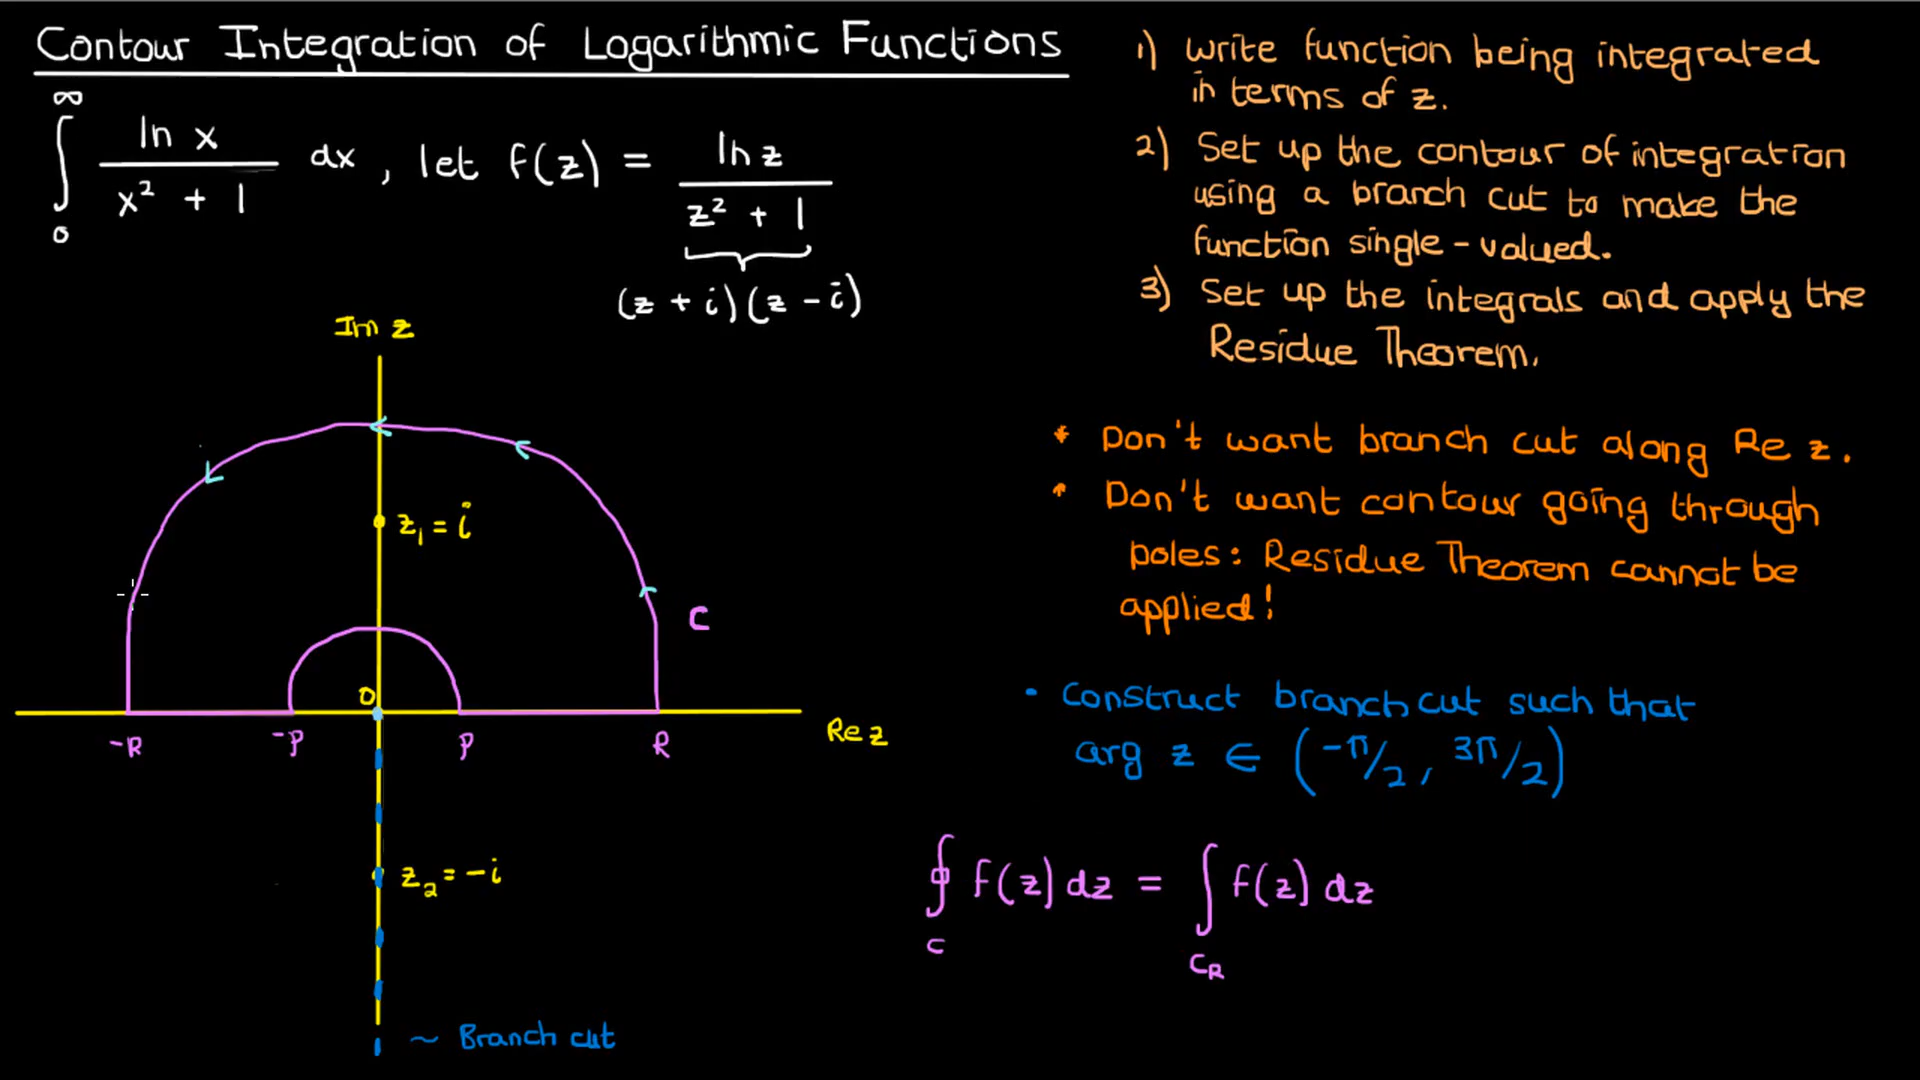 Contour Integration of Logarithmic Functions
∞
∫ ln x / x² + 1 dx , let f(z) = ln z / z² + 1
0
(z + i)(z - i)
1) write function being integrated
in terms of z.
2) Set up the contour of integration
using a branch cut to make the
function single-valued.
3) Set up the integrals and apply the
Residue Theorem.
* Don't want branch cut along Re z.
* Don't want contour going through
poles: Residue Theorem cannot be
applied!
• construct branch cut such that
arg z ∈ (-π/2, 3π/2)
∮ f(z) dz = ∫ f(z) dz
C C_R
Im z
z₁ = i
C
0
-R -P P R Re z
z₂ = -i
~ Branch cut